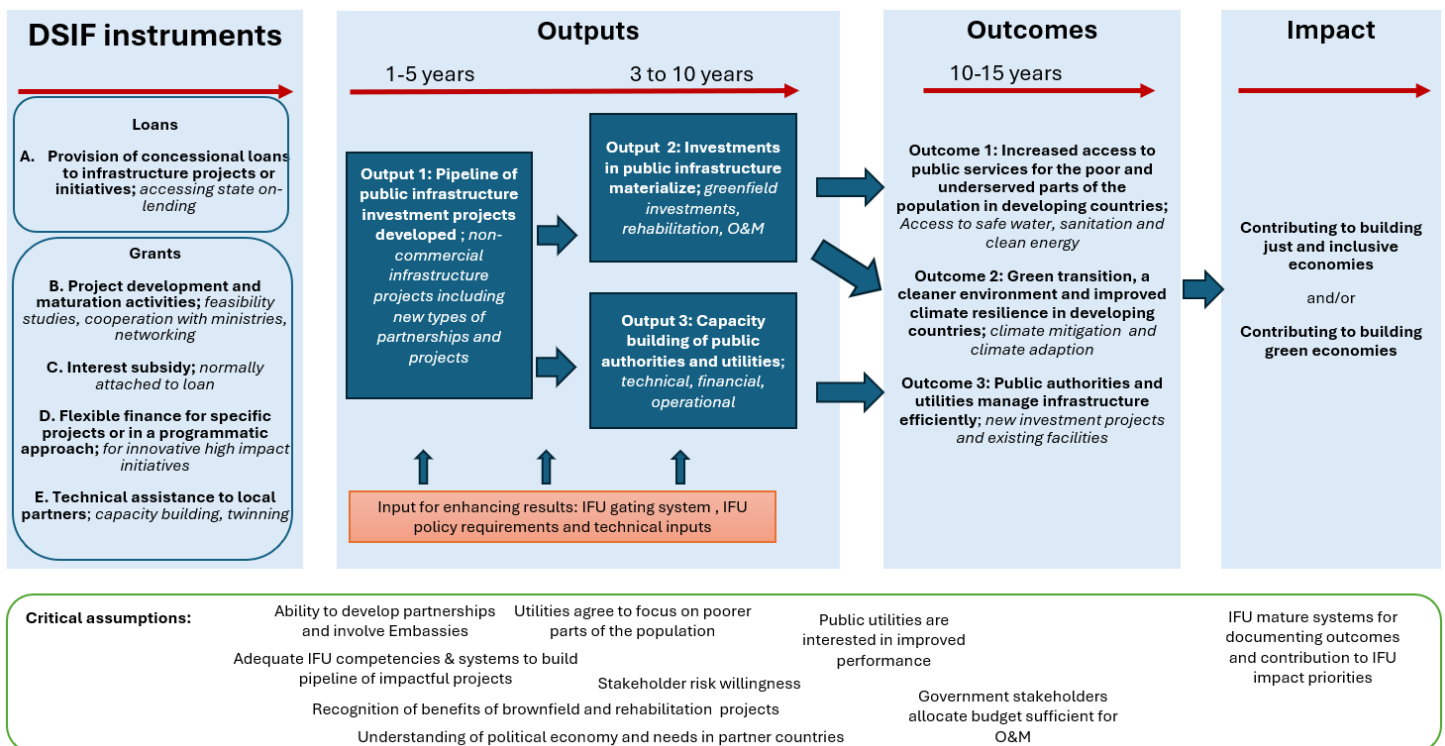 DSIF instruments
Loans
A. Provision of concessional loans
to infrastructure projects or
initiatives; accessing state on-
lending
Grants
B. Project development and
maturation activities; feasibility
studies, cooperation with ministries,
networking
C. Interest subsidy; normally
attached to loan
D. Flexible finance for specific
projects or in a programmatic
approach; for innovative high impact
initiatives
E. Technical assistance to local
partners; capacity building, twinning
Outputs
1-5 years
3 to 10 years
Output 1: Pipeline of
public infrastructure
investment projects
developed ; non-
commercial
infrastructure
projects including
new types of
partnerships and
projects
Output 2: Investments
in public infrastructure
materialize; greenfield
investments,
rehabilitation, O&M
Output 3: Capacity
building of public
authorities and utilities;
technical, financial,
operational
Input for enhancing results: IFU gating system , IFU
policy requirements and technical inputs
Outcomes
10-15 years
Outcome 1: Increased access to
public services for the poor and
underserved parts of the
population in developing countries;
Access to safe water, sanitation and
clean energy
Outcome 2: Green transition, a
cleaner environment and improved
climate resilience in developing
countries; climate mitigation and
climate adaption
Outcome 3: Public authorities and
utilities manage infrastructure
efficiently; new investment projects
and existing facilities
Impact
Contributing to building
just and inclusive
economies
and/or
Contributing to building
green economies
Critical assumptions:
Ability to develop partnerships
and involve Embassies
Utilities agree to focus on poorer
parts of the population
Adequate IFU competencies & systems to build
pipeline of impactful projects
Stakeholder risk willingness
Recognition of benefits of brownfield and rehabilitation projects
Understanding of political economy and needs in partner countries
Public utilities are
interested in improved
performance
Government stakeholders
allocate budget sufficient for
O&M
IFU mature systems for
documenting outcomes
and contribution to IFU
impact priorities